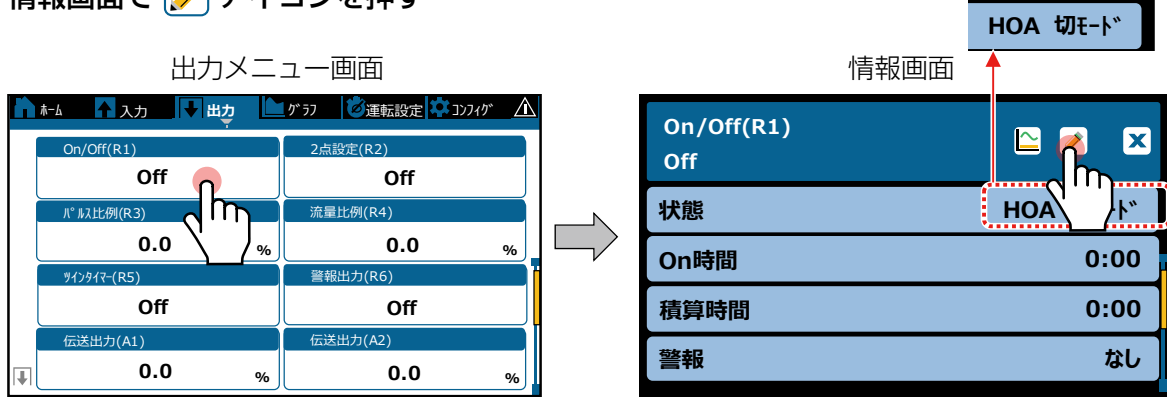 情報画面で アイコンを押す
HOA 切ﾓｰﾄﾞ
出力メニュー画面
情報画面
ﾎｰﾑ 入力 出力 ｸﾞﾗﾌ 運転設定 ｺﾝﾌｨｸﾞ
On/Off(R1)
Off
2点設定(R2)
Off
ﾊﾟﾙｽ比例(R3)
0.0 %
流量比例(R4)
0.0 %
ﾂｲﾝﾀｲﾏｰ(R5)
Off
警報出力(R6)
Off
伝送出力(A1)
0.0 %
伝送出力(A2)
0.0 %
On/Off(R1)
Off
状態 HOA ﾄﾞ
On時間 0:00
積算時間 0:00
警報 なし